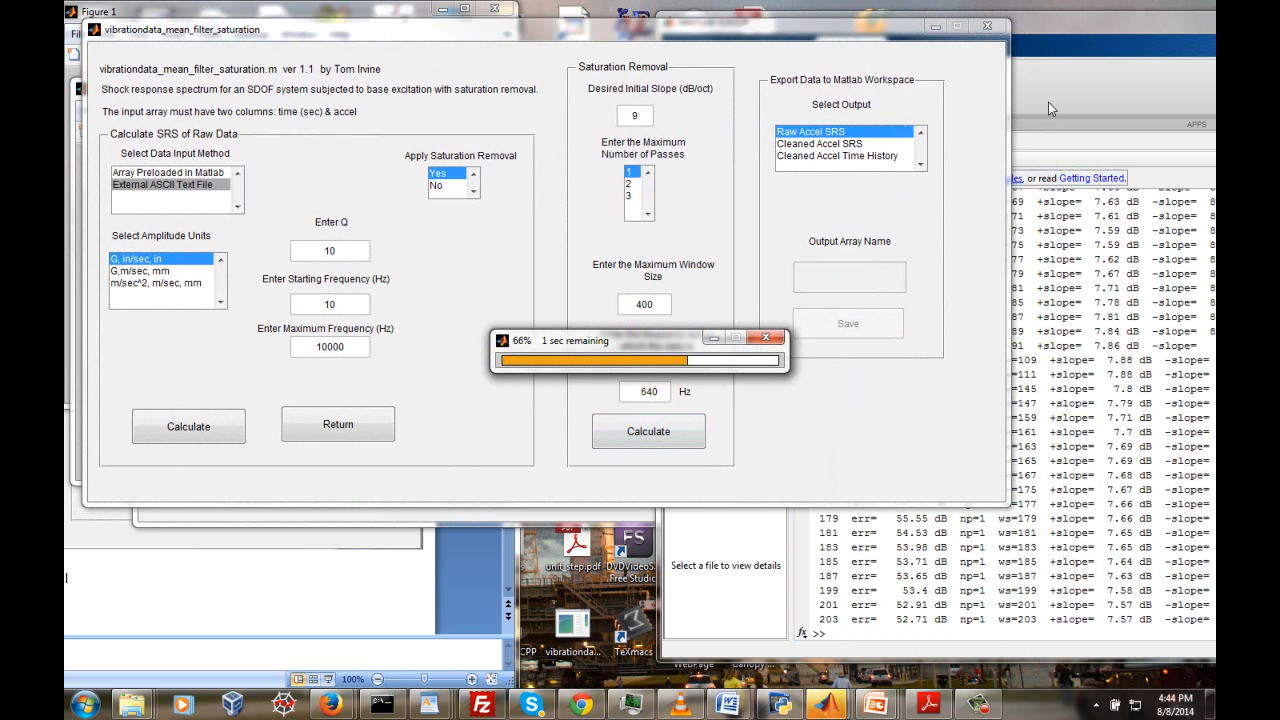 Figure 1
vibrationdata_mean_filter_saturation
vibrationdata_mean_filter_saturation.m  ver 1.1  by Tom Irvine
Shock response spectrum for an SDOF system subjected to base excitation with saturation removal.
The input array must have two columns: time (sec) & accel
Calculate SRS of Raw Data
Select Data Input Method
Array Preloaded in Matlab
External ASCII Text File
Apply Saturation Removal
Yes
No
Select Amplitude Units
G, in/sec, in
G,m/sec, mm
m/sec^2, m/sec, mm
Enter Q
10
Enter Starting Frequency (Hz)
10
Enter Maximum Frequency (Hz)
10000
Calculate
Return
Saturation Removal
Desired Initial Slope (dB/oct)
9
Enter the Maximum
Number of Passes
1
2
3
Enter the Maximum Window
Size
400
640 Hz
Calculate
Export Data to Matlab Workspace
Select Output
Raw Accel SRS
Cleaned Accel SRS
Cleaned Accel Time History
Output Array Name
Save
66% 1 sec remaining
APPS
or read Getting Started.
69 +slope= 7.63 dB -slope=
71 +slope= 7.61 dB -slope=
73 +slope= 7.59 dB -slope=
75 +slope= 7.59 dB -slope=
77 +slope= 7.62 dB -slope=
79 +slope= 7.67 dB -slope=
81 +slope= 7.71 dB -slope=
85 +slope= 7.78 dB -slope=
87 +slope= 7.81 dB -slope=
89 +slope= 7.84 dB -slope=
91 +slope= 7.86 dB -slope=
=109 +slope= 7.88 dB -slope=
=111 +slope= 7.88 dB -slope=
=145 +slope= 7.8 dB -slope=
=147 +slope= 7.79 dB -slope=
=159 +slope= 7.71 dB -slope=
=161 +slope= 7.7 dB -slope=
=163 +slope= 7.69 dB -slope=
=165 +slope= 7.69 dB -slope=
=167 +slope= 7.68 dB -slope=
=175 +slope= 7.67 dB -slope=
=177 +slope= 7.66 dB -slope=
179 err= 55.55 dB np=1 ws=179 +slope= 7.66 dB -slope=
181 err= 54.53 dB np=1 ws=181 +slope= 7.65 dB -slope=
183 err= 53.98 dB np=1 ws=183 +slope= 7.65 dB -slope=
185 err= 53.71 dB np=1 ws=185 +slope= 7.64 dB -slope=
187 err= 53.65 dB np=1 ws=187 +slope= 7.63 dB -slope=
199 err= 53.4 dB np=1 ws=199 +slope= 7.58 dB -slope=
201 err= 52.91 dB np=1 ws=201 +slope= 7.57 dB -slope=
203 err= 52.71 dB np=1 ws=203 +slope= 7.57 dB -slope=
fx >>
Select a file to view details
unit_step.pdf
DVDVideoS
Free Studio
CPP
vibrationda...
TeXmacs
100%
4:44 PM
8/8/2014